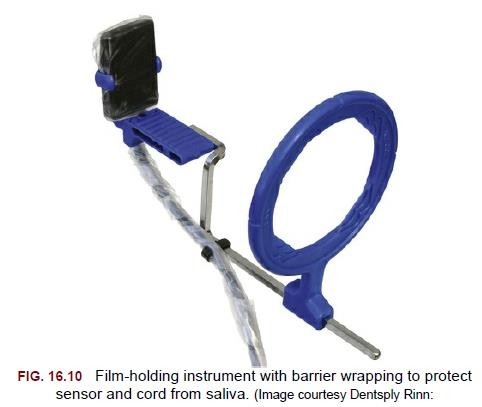 FIG. 16.10 Film-holding instrument with barrier wrapping to protect
sensor and cord from saliva. (Image courtesy Dentsply Rinn: